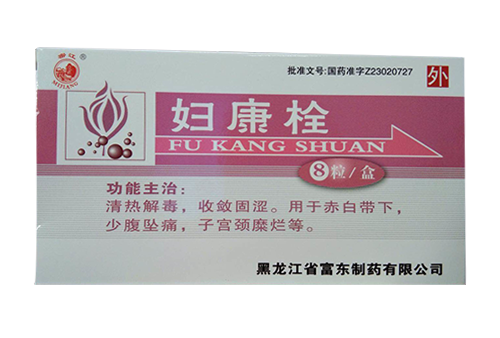 批准文号:国药准字Z23020727
外
MEIJIANG
妇康栓
FU KANG SHUAN
8粒/盒
功能主治:
清热解毒,收敛固涩。用于赤白带下,
少腹坠痛,子宫颈糜烂等。
黑龙江省富东制药有限公司